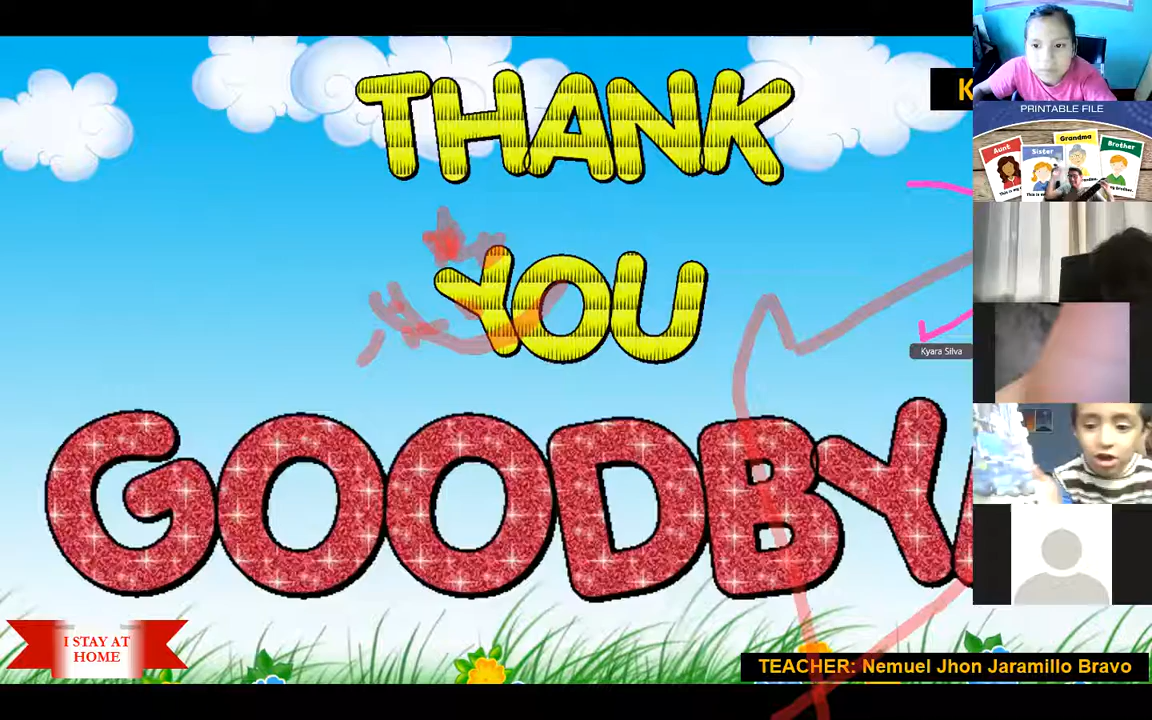 THANK
K
PRINTABLE FILE
Grandma
Aunt
Sister
Brother
YOU
Kyara Silva
GOODBY
I STAY AT
HOME
TEACHER: Nemuel Jhon Jaramillo Bravo